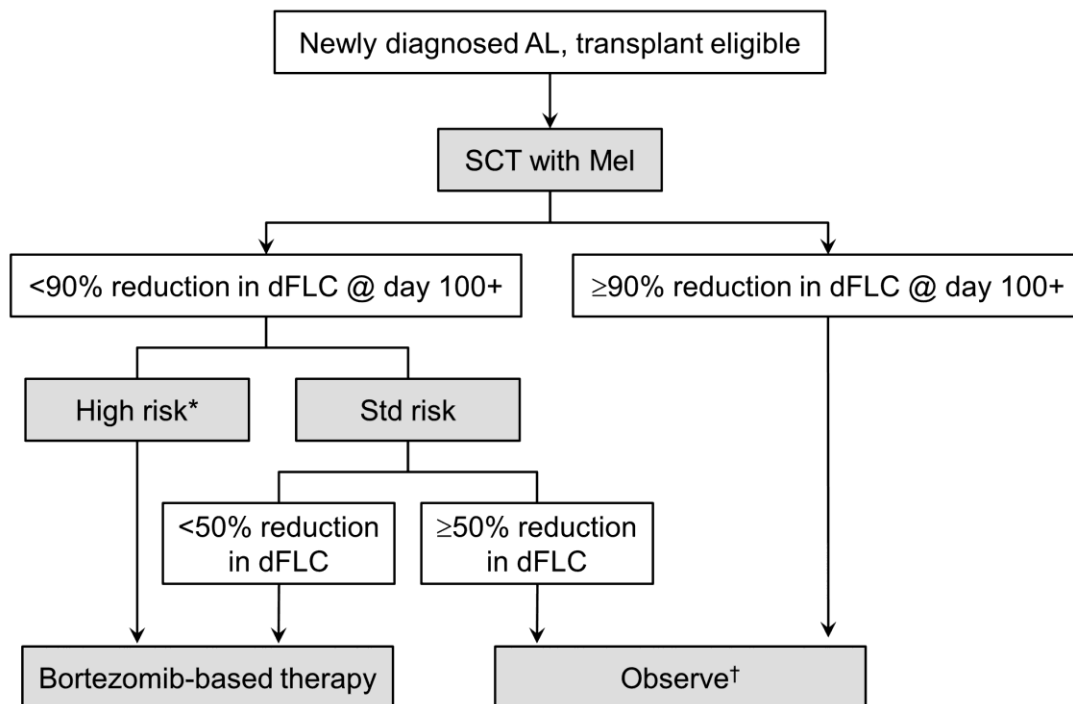 Newly diagnosed AL, transplant eligible
SCT with Mel
<90% reduction in dFLC @ day 100+
≥90% reduction in dFLC @ day 100+
High risk*
Std risk
<50% reduction
in dFLC
≥50% reduction
in dFLC
Bortezomib-based therapy
Observe†